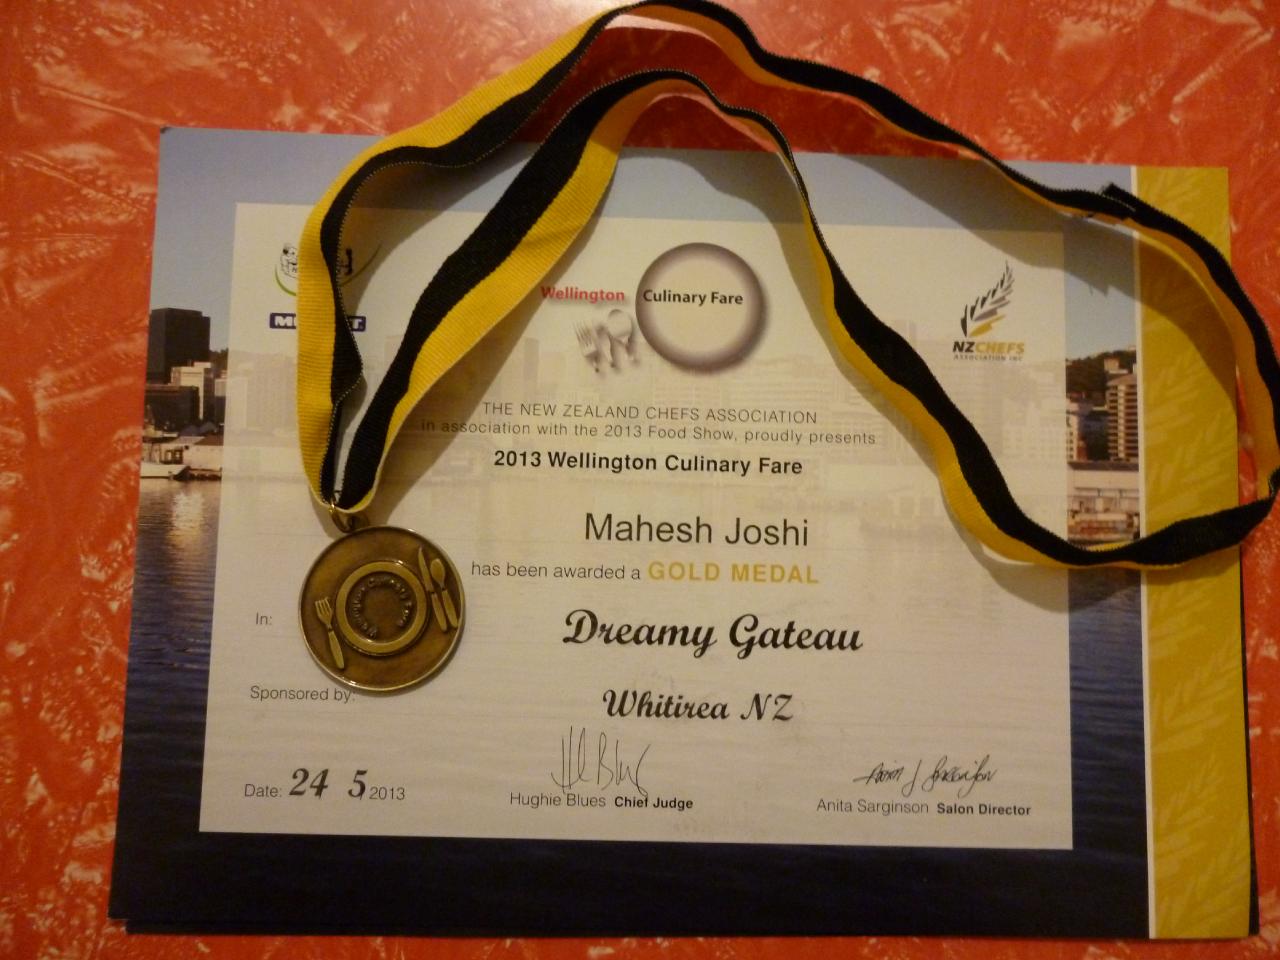 Wellington Culinary Fare
NZCHEFS
ASSOCIATION INC
THE NEW ZEALAND CHEFS ASSOCIATION
in association with the 2013 Food Show, proudly presents
2013 Wellington Culinary Fare
Mahesh Joshi
has been awarded a GOLD MEDAL
In: Dreamy Gateau
Sponsored by: Whitirea NZ
Date: 24 5 2013
Hughie Blues Chief Judge
Anita Sarginson Salon Director